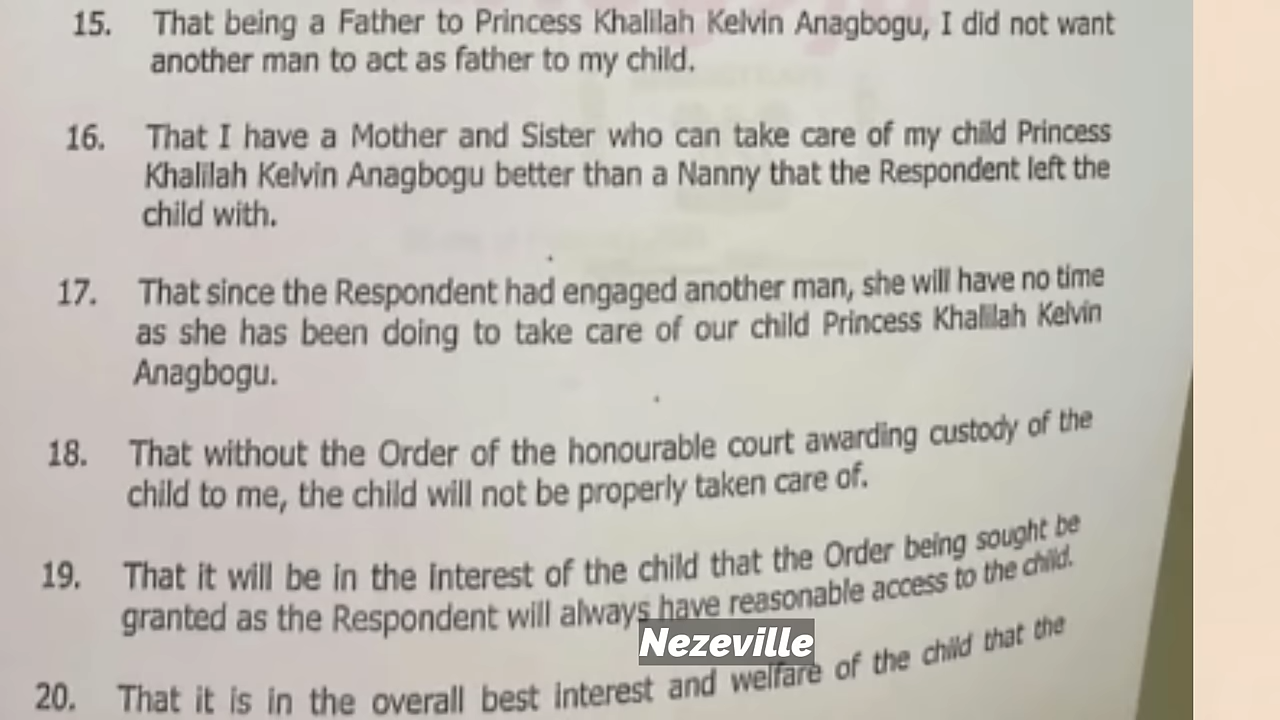 15. That being a Father to Princess Khalilah Kelvin Anagbogu, I did not want
another man to act as father to my child.
16. That I have a Mother and Sister who can take care of my child Princess
Khalilah Kelvin Anagbogu better than a Nanny that the Respondent left the
child with.
17. That since the Respondent had engaged another man, she will have no time
as she has been doing to take care of our child Princess Khalilah Kelvin
Anagbogu.
18. That without the Order of the honourable court awarding custody of the
child to me, the child will not be properly taken care of.
19. That it will be in the interest of the child that the Order being sought be
granted as the Respondent will always have reasonable access to the child.
Nezeville
20. That it is in the overall best interest and welfare of the child that the